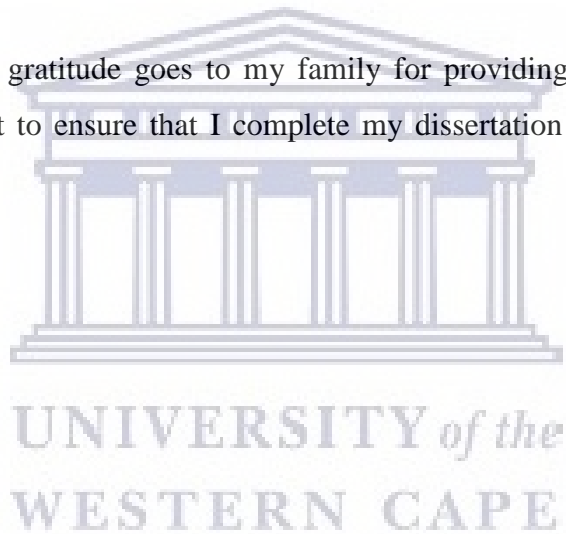 gratitude goes to my family for providing
to ensure that I complete my dissertation
UNIVERSITY of the
WESTERN CAPE